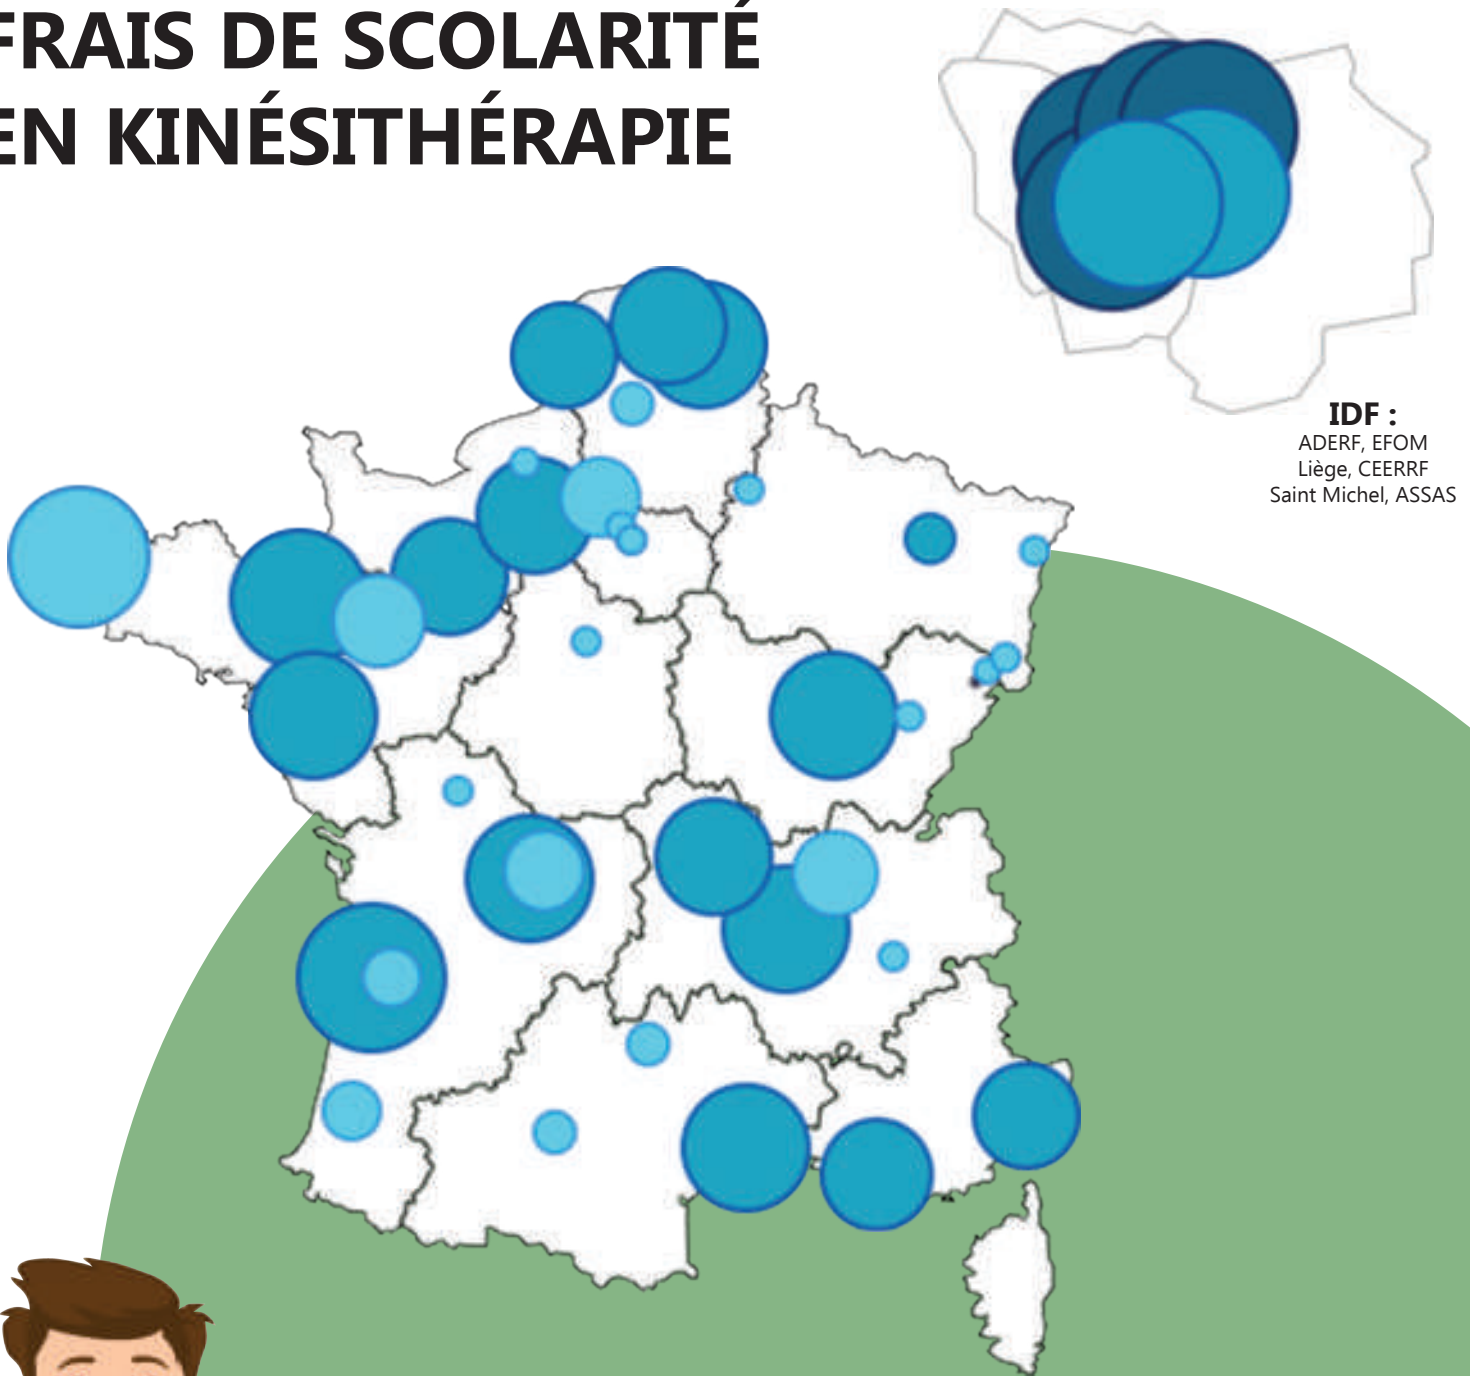 FRAIS DE SCOLARITÉ
EN KINÉSITHÉRAPIE
IDF :
ADERF, EFOM
Liège, CEERRF
Saint Michel, ASSAS